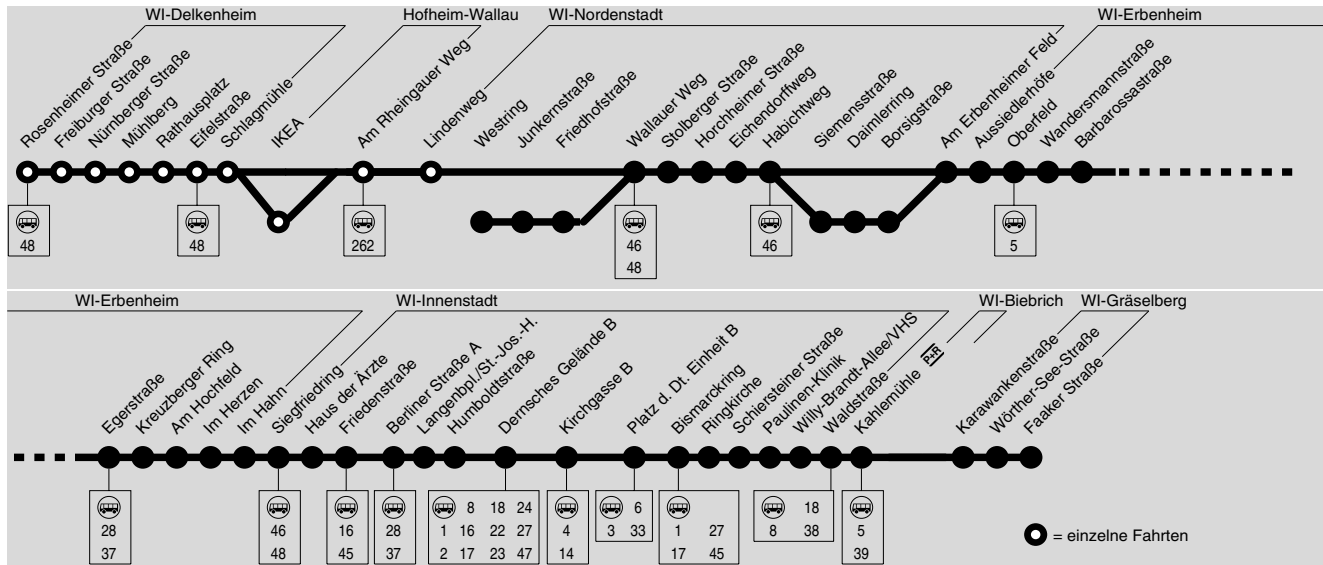 WI-Delkenheim
Hofheim-Wallau
WI-Nordenstadt
WI-Erbenheim
Rosenheimer Straße
Freiburger Straße
Nürnberger Straße
Mühlberg
Rathausplatz
Eifelstraße
Schlagmühle
IKEA
Am Rheingauer Weg
Lindenweg
Westring
Junkernstraße
Friedhofstraße
Wallauer Weg
Stolberger Straße
Horchheimer Straße
Eichendorffweg
Habichtweg
Siemensstraße
Daimlerring
Borsigstraße
Am Erbenheimer Feld
Aussiedlerhöfe
Oberfeld
Wandersmannstraße
Barbarossastraße
48
48
262
46
48
46
5
WI-Erbenheim
WI-Innenstadt
WI-Biebrich
WI-Gräselberg
Egerstraße
Kreuzberger Ring
Am Hochfeld
Im Herzen
Im Hahn
Siegfriedring
Haus der Ärzte
Friedenstraße
Berliner Straße A
Langenbpl./St.-Jos.-H.
Humboldtstraße
Dernsches Gelände B
Kirchgasse B
Platz d. Dt. Einheit B
Bismarckring
Ringkirche
Schiersteiner Straße
Paulinen-Klinik
Willy-Brandt-Allee/VHS
Waldstraße
Kahlemühle P+R
Karawankenstraße
Wörther-See-Straße
Faaker Straße
28
37
46
48
16
45
28
37
8 18 24
1 16 22 27
2 17 23 47
4
14
6
3 33
1 27
17 45
18
8 38
5
39
= einzelne Fahrten